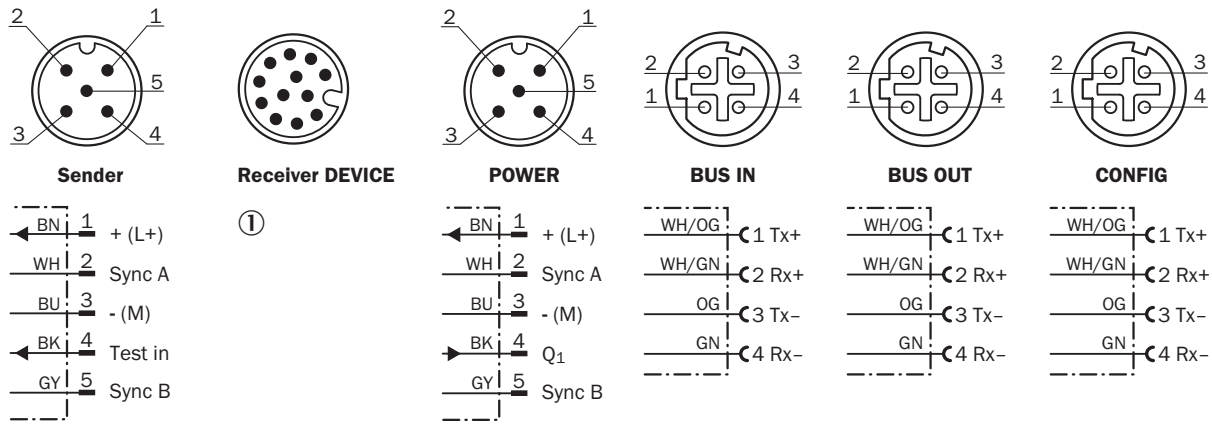 2 1
5
3 4
Sender
BN 1 + (L+)
WH 2 Sync A
BU 3 - (M)
BK 4 Test in
GY 5 Sync B
Receiver DEVICE
①
2 1
5
3 4
POWER
BN 1 + (L+)
WH 2 Sync A
BU 3 - (M)
BK 4 Q1
GY 5 Sync B
2 3
1 4
BUS IN
WH/OG 1 Tx+
WH/GN 2 Rx+
OG 3 Tx–
GN 4 Rx–
2 3
1 4
BUS OUT
WH/OG 1 Tx+
WH/GN 2 Rx+
OG 3 Tx–
GN 4 Rx–
2 3
1 4
CONFIG
WH/OG 1 Tx+
WH/GN 2 Rx+
OG 3 Tx–
GN 4 Rx–